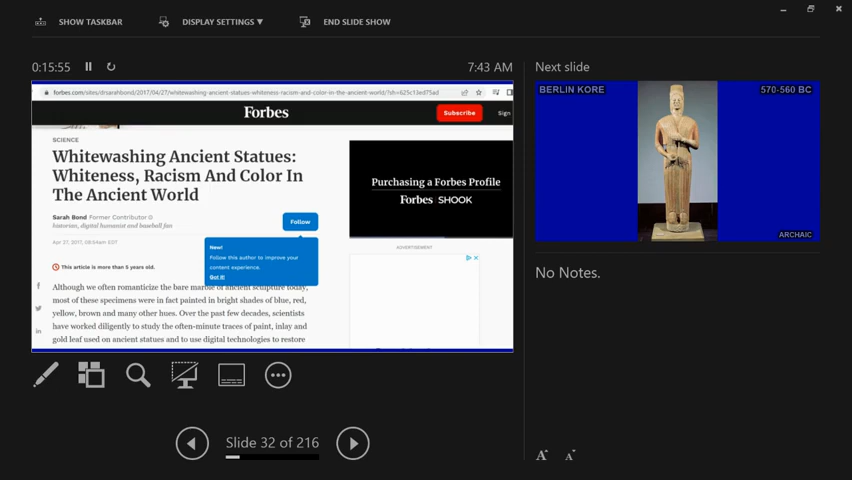 SHOW TASKBAR
DISPLAY SETTINGS ▼
END SLIDE SHOW
0:15:55
7:43 AM
forbes.com/sites/drsarahbond/2017/04/27/whitewashing-ancient-statues-whiteness-racism-and-color-in-the-ancient-world/?sh=625c13ed75ad
Forbes
Subscribe
Sign
SCIENCE
Whitewashing Ancient Statues:
Whiteness, Racism And Color In
The Ancient World
Sarah Bond Former Contributor
historian, digital humanist and baseball fan
Follow
Apr 27, 2017, 08:54am EDT
New!
Follow this author to improve your
content experience.
Got it!
This article is more than 5 years old.
Although we often romanticize the bare marble of ancient sculpture today,
most of these specimens were in fact painted in bright shades of blue, red,
yellow, brown and many other hues. Over the past few decades, scientists
have worked diligently to study the often-minute traces of paint, inlay and
gold leaf used on ancient statues and to use digital technologies to restore
Purchasing a Forbes Profile
Forbes SHOOK
ADVERTISEMENT
Slide 32 of 216
Next slide
BERLIN KORE
570-560 BC
ARCHAIC
No Notes.
A A